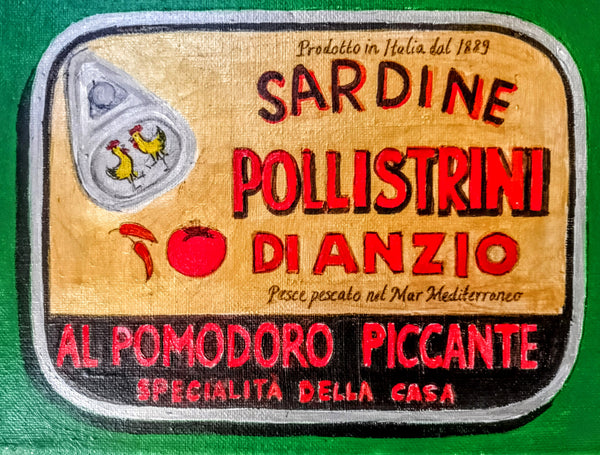 Prodotto in Italia dal 1889
SARDINE
POLLISTRINI
DI ANZIO
Pesce pescato nel Mar Mediterraneo
AL POMODORO PICCANTE
SPECIALITÀ DELLA CASA